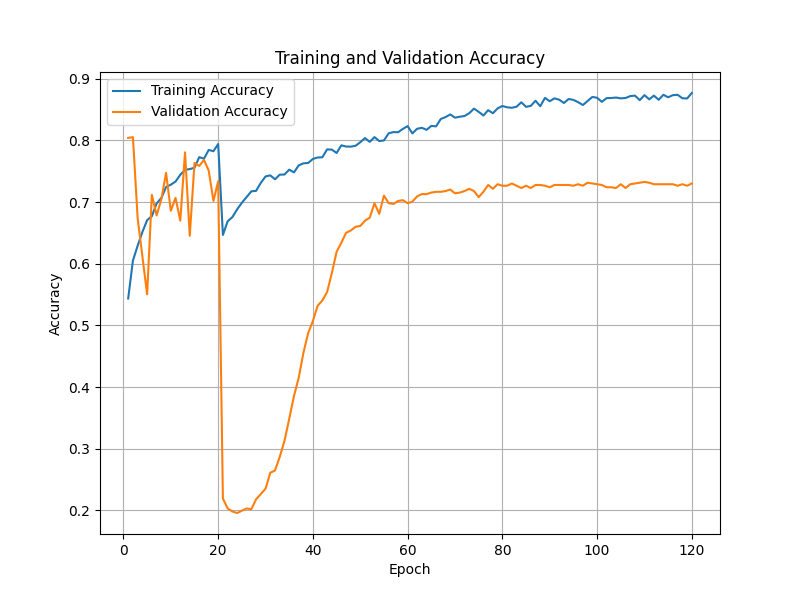 Training and Validation Accuracy
Training Accuracy
Validation Accuracy
0.9
0.8
0.7
0.6
0.5
0.4
0.3
0.2
Accuracy
0 20 40 60 80 100 120
Epoch